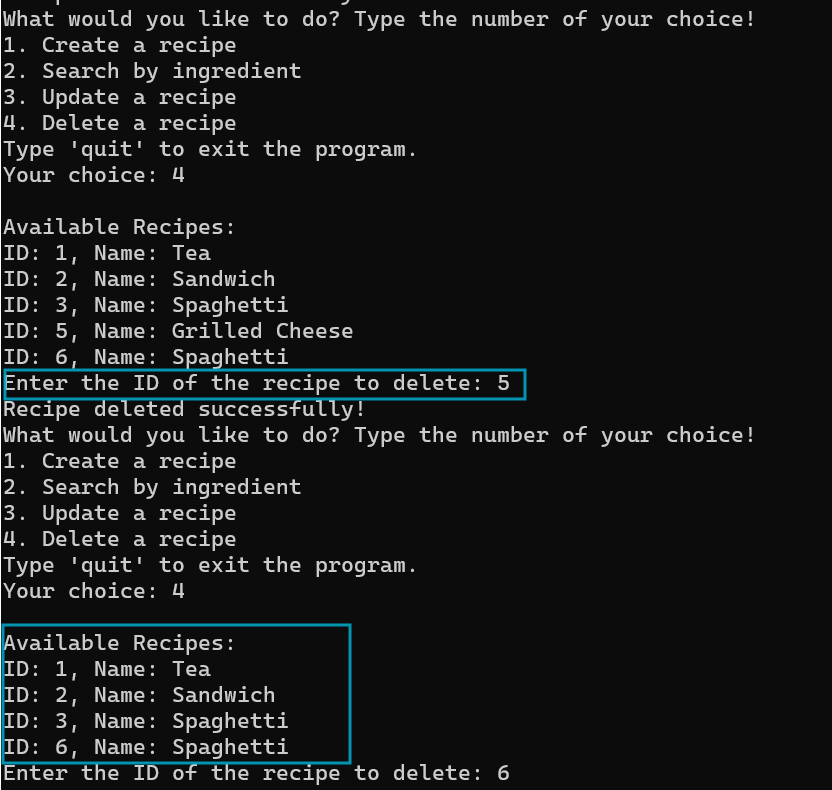 What would you like to do? Type the number of your choice!
1. Create a recipe
2. Search by ingredient
3. Update a recipe
4. Delete a recipe
Type 'quit' to exit the program.
Your choice: 4
Available Recipes:
ID: 1, Name: Tea
ID: 2, Name: Sandwich
ID: 3, Name: Spaghetti
ID: 5, Name: Grilled Cheese
ID: 6, Name: Spaghetti
Enter the ID of the recipe to delete: 5
Recipe deleted successfully!
What would you like to do? Type the number of your choice!
1. Create a recipe
2. Search by ingredient
3. Update a recipe
4. Delete a recipe
Type 'quit' to exit the program.
Your choice: 4
Available Recipes:
ID: 1, Name: Tea
ID: 2, Name: Sandwich
ID: 3, Name: Spaghetti
ID: 6, Name: Spaghetti
Enter the ID of the recipe to delete: 6